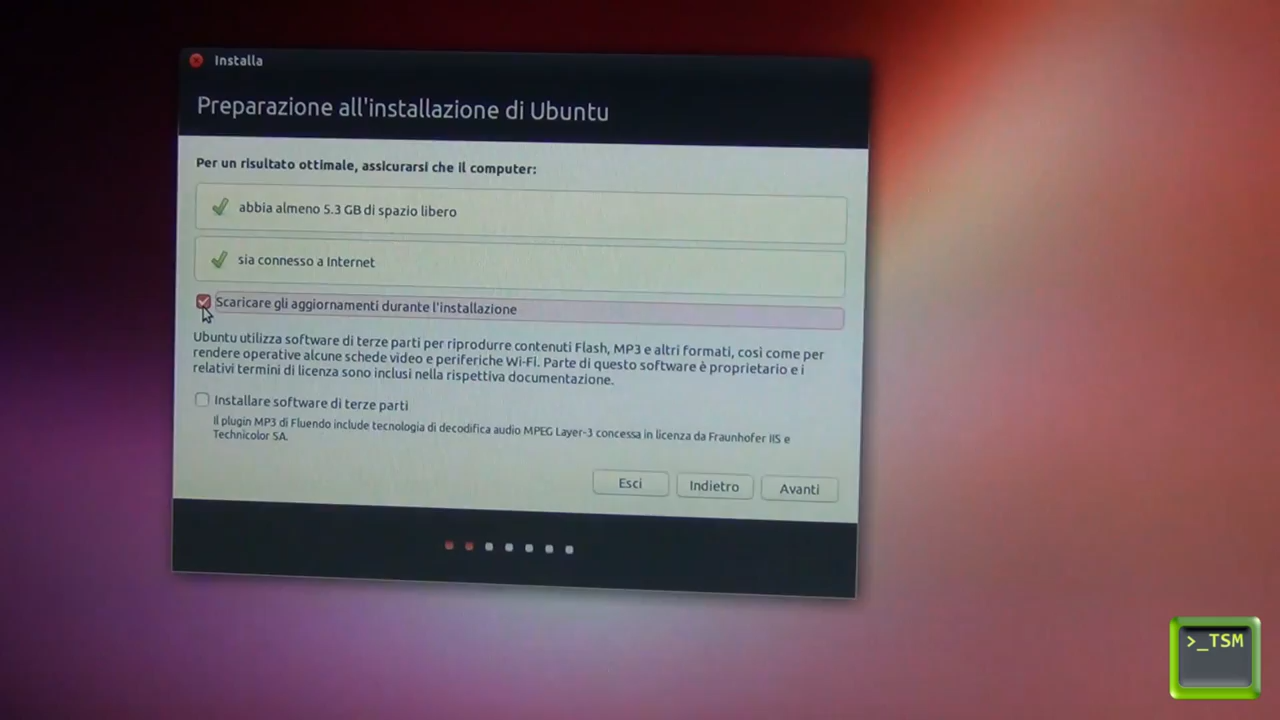 Installa
Preparazione all'installazione di Ubuntu
Per un risultato ottimale, assicurarsi che il computer:
abbia almeno 5.3 GB di spazio libero
sia connesso a Internet
Scaricare gli aggiornamenti durante l'installazione
Ubuntu utilizza software di terze parti per riprodurre contenuti Flash, MP3 e altri formati, così come per
rendere operative alcune schede video e periferiche Wi-Fi. Parte di questo software è proprietario e i
relativi termini di licenza sono inclusi nella rispettiva documentazione.
Installare software di terze parti
Il plugin MP3 di Fluendo include tecnologia di decodifica audio MPEG Layer-3 concessa in licenza da Fraunhofer IIS e
Technicolor SA.
Esci
Indietro
Avanti
>_TSM